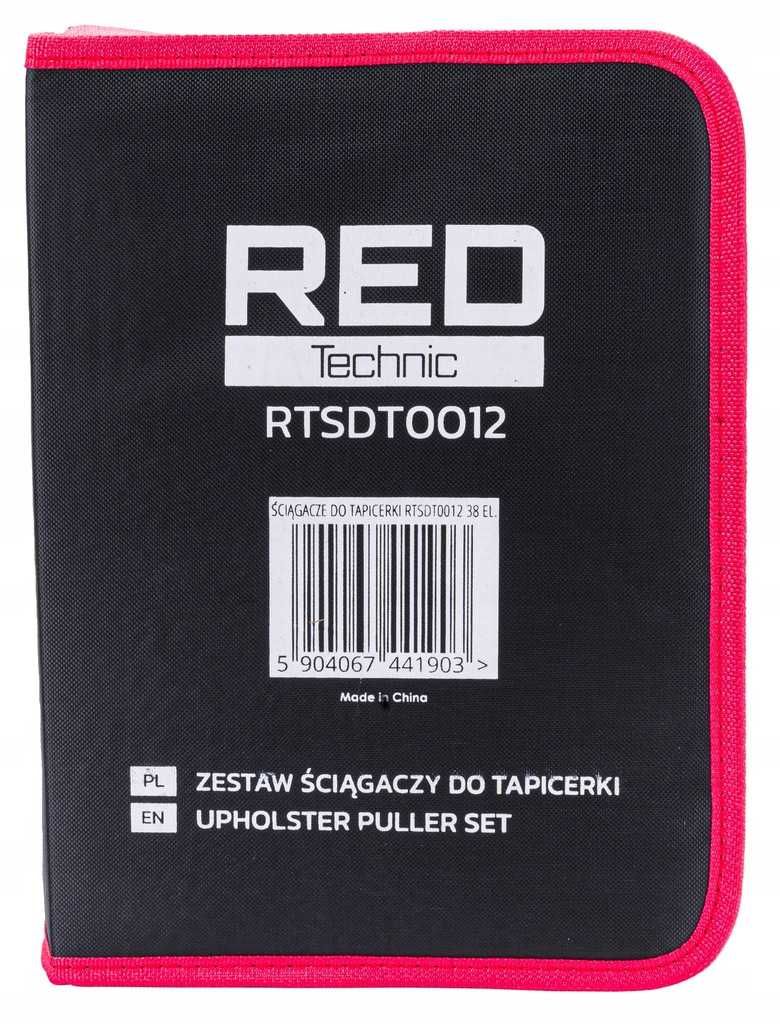 RED
Technic
RTSDT0012
ŚCIĄGACZE DO TAPICERKI RTSDT0012 38 EL.
5 904067 441903 >
Made in China
PL ZESTAW ŚCIĄGACZY DO TAPICERKI
EN UPHOLSTER PULLER SET